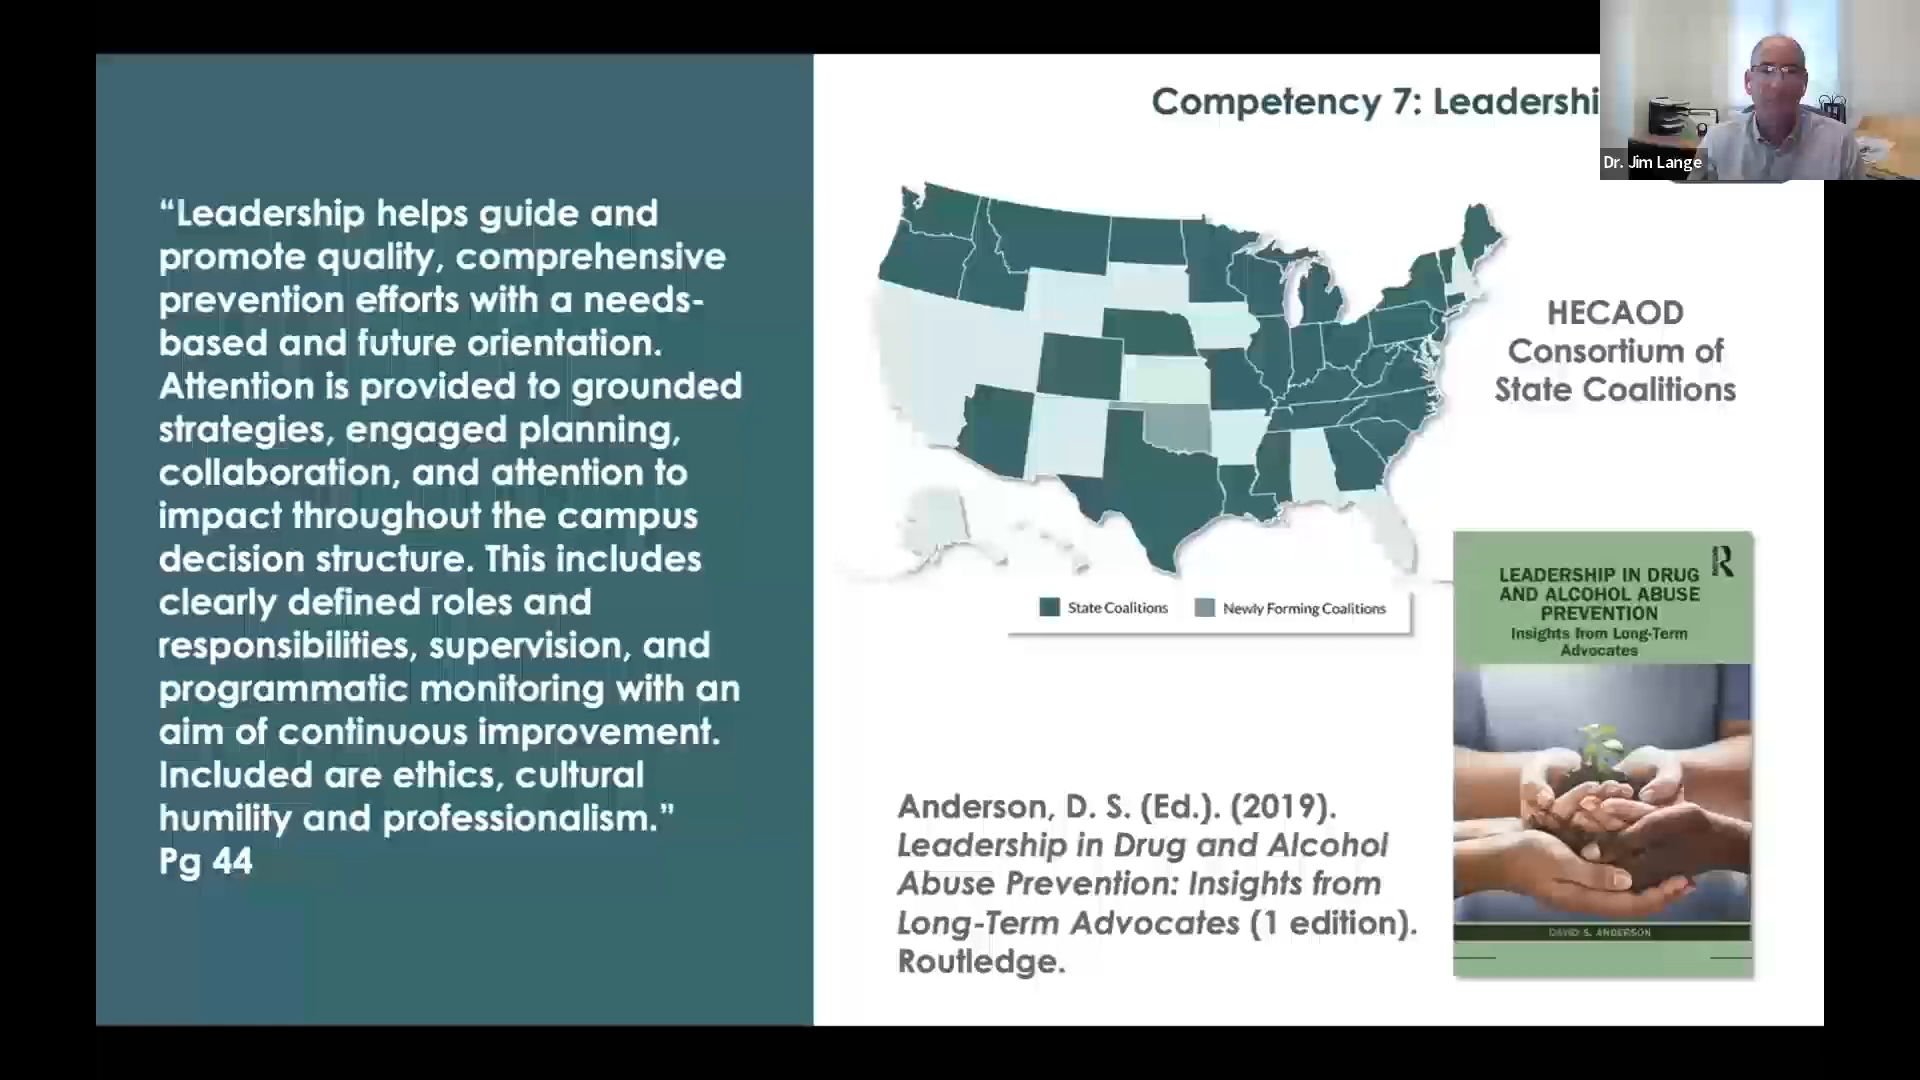 Competency 7: Leadershi
Dr. Jim Lange
“Leadership helps guide and
promote quality, comprehensive
prevention efforts with a needs-
based and future orientation.
Attention is provided to grounded
strategies, engaged planning,
collaboration, and attention to
impact throughout the campus
decision structure. This includes
clearly defined roles and
responsibilities, supervision, and
programmatic monitoring with an
aim of continuous improvement.
Included are ethics, cultural
humility and professionalism.”
Pg 44
HECAOD
Consortium of
State Coalitions
State Coalitions
Newly Forming Coalitions
R
LEADERSHIP IN DRUG
AND ALCOHOL ABUSE
PREVENTION
Insights from Long-Term
Advocates
DAVID S. ANDERSON
Anderson, D. S. (Ed.). (2019).
Leadership in Drug and Alcohol
Abuse Prevention: Insights from
Long-Term Advocates (1 edition).
Routledge.